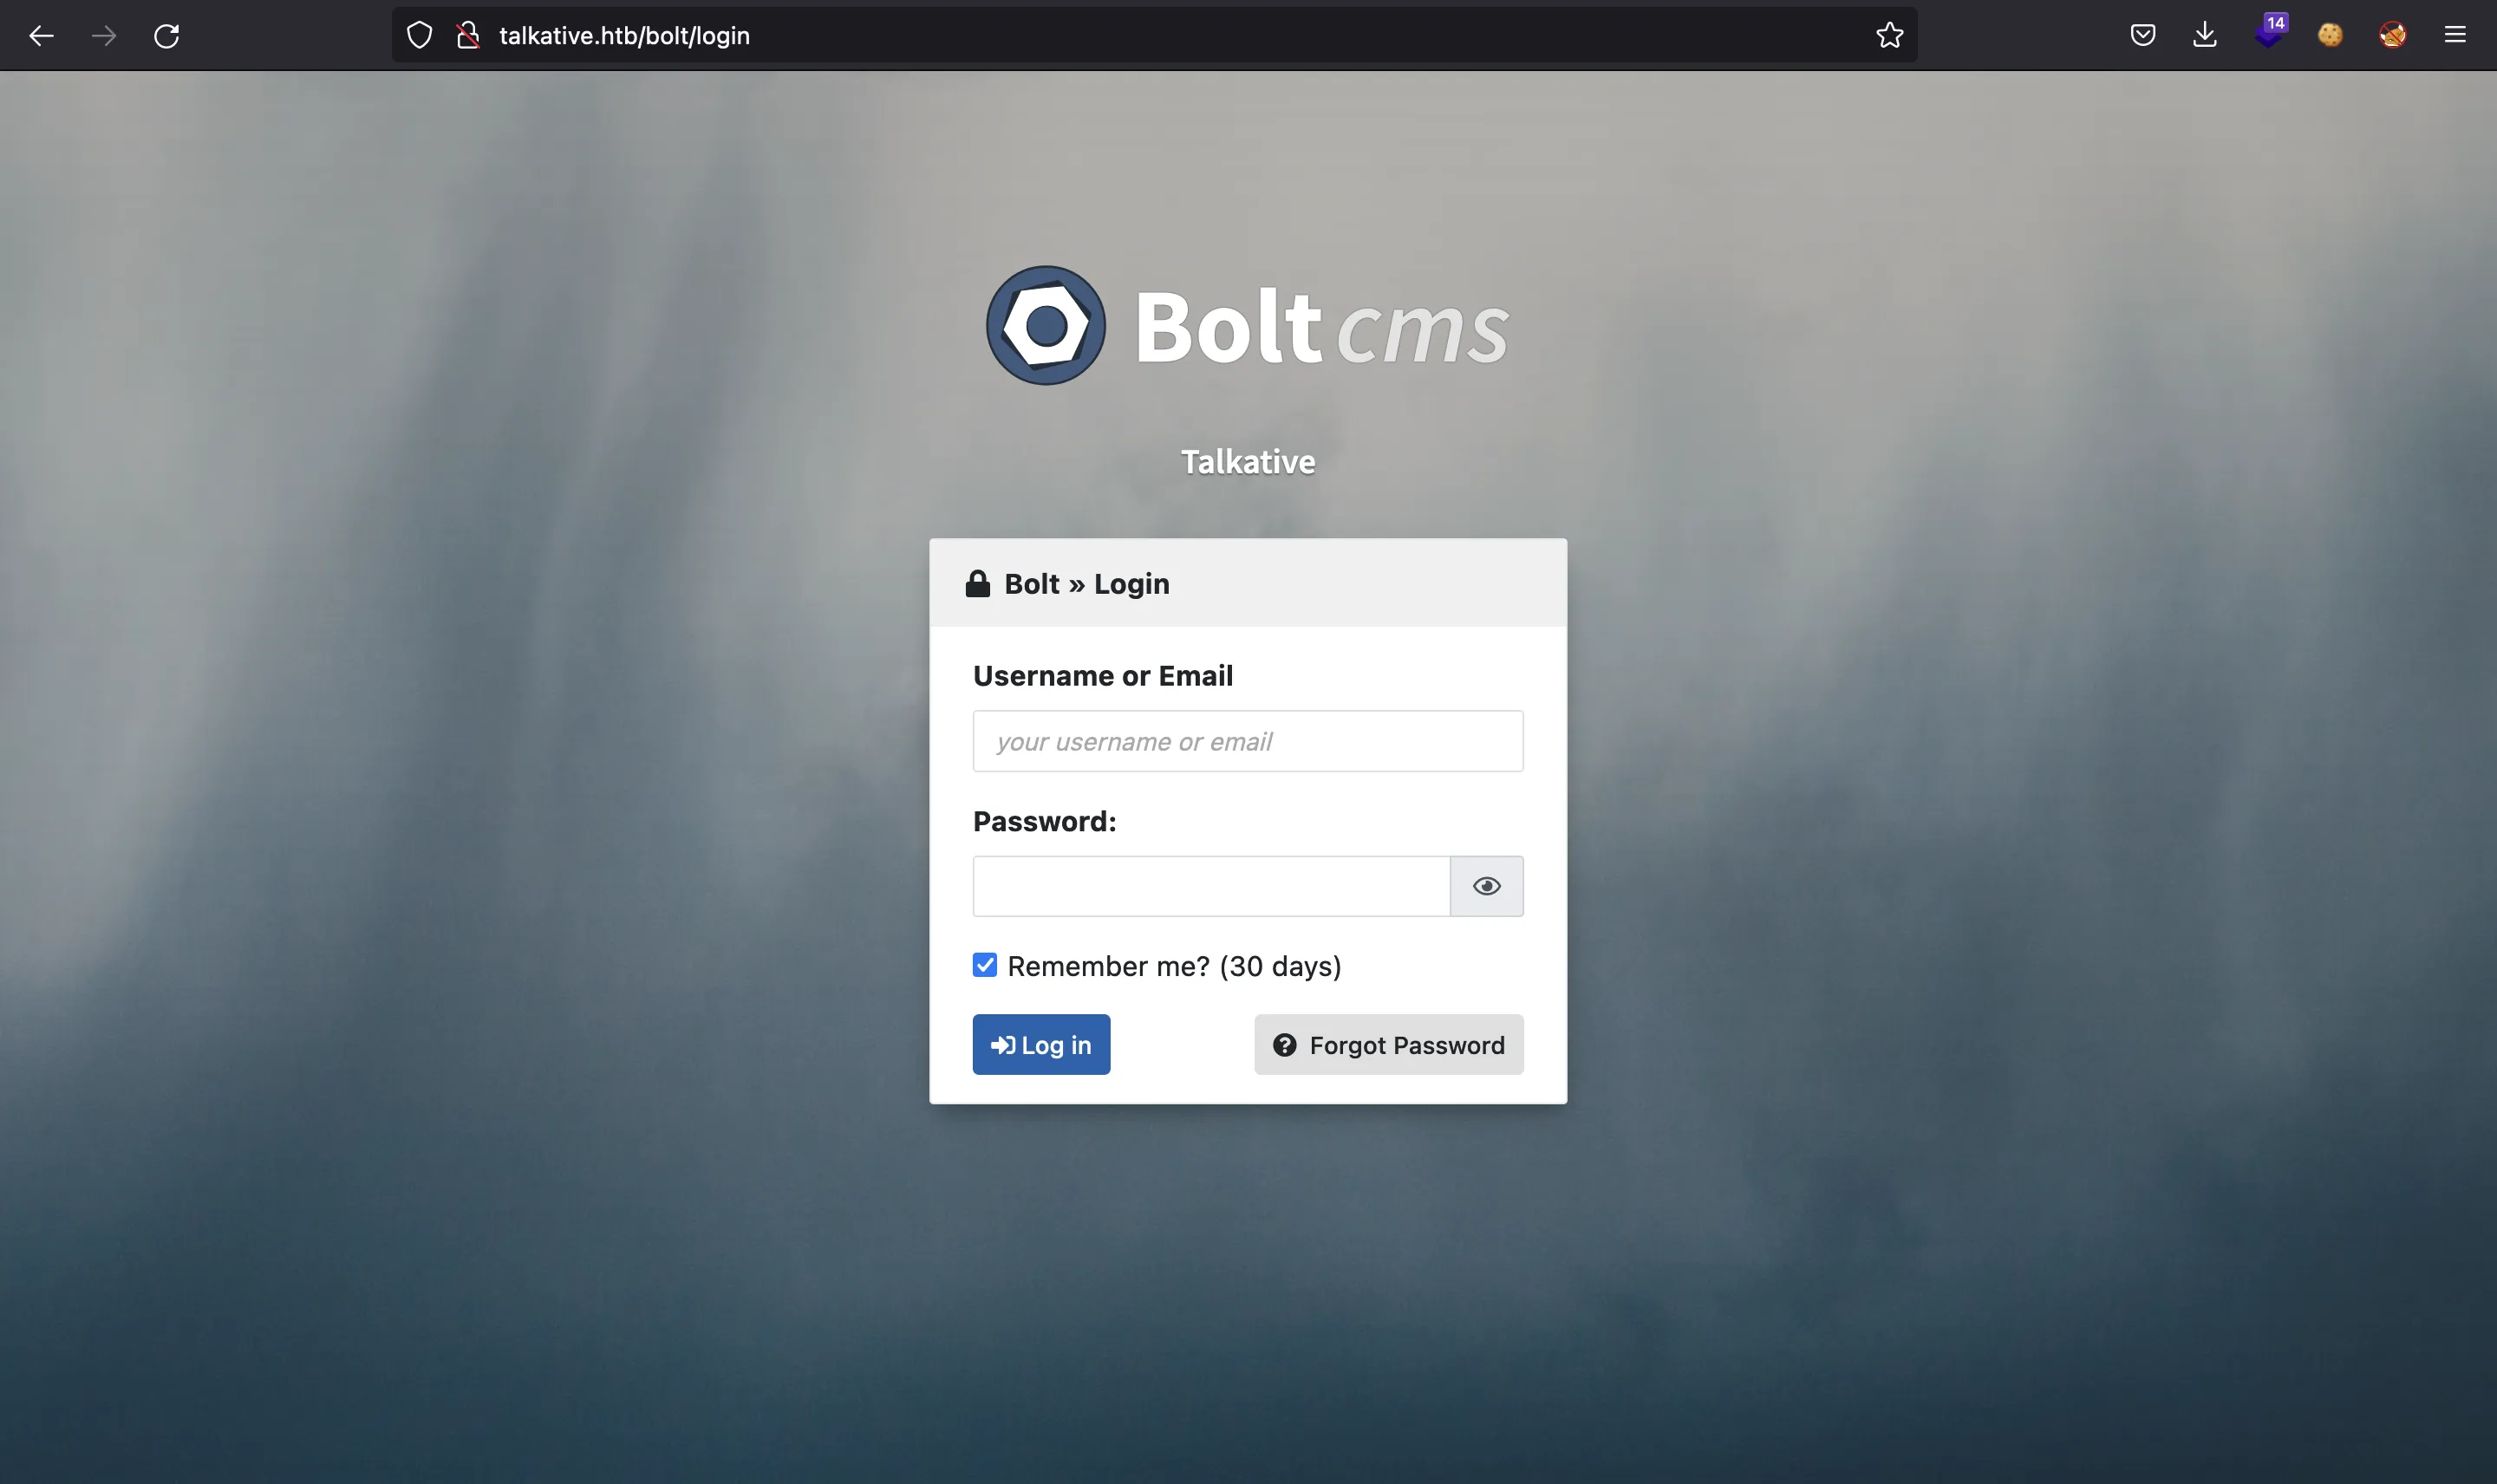 talkative.htb/bolt/login
14
Bolt cms
Talkative
Bolt » Login
Username or Email
your username or email
Password:
Remember me? (30 days)
Log in
Forgot Password